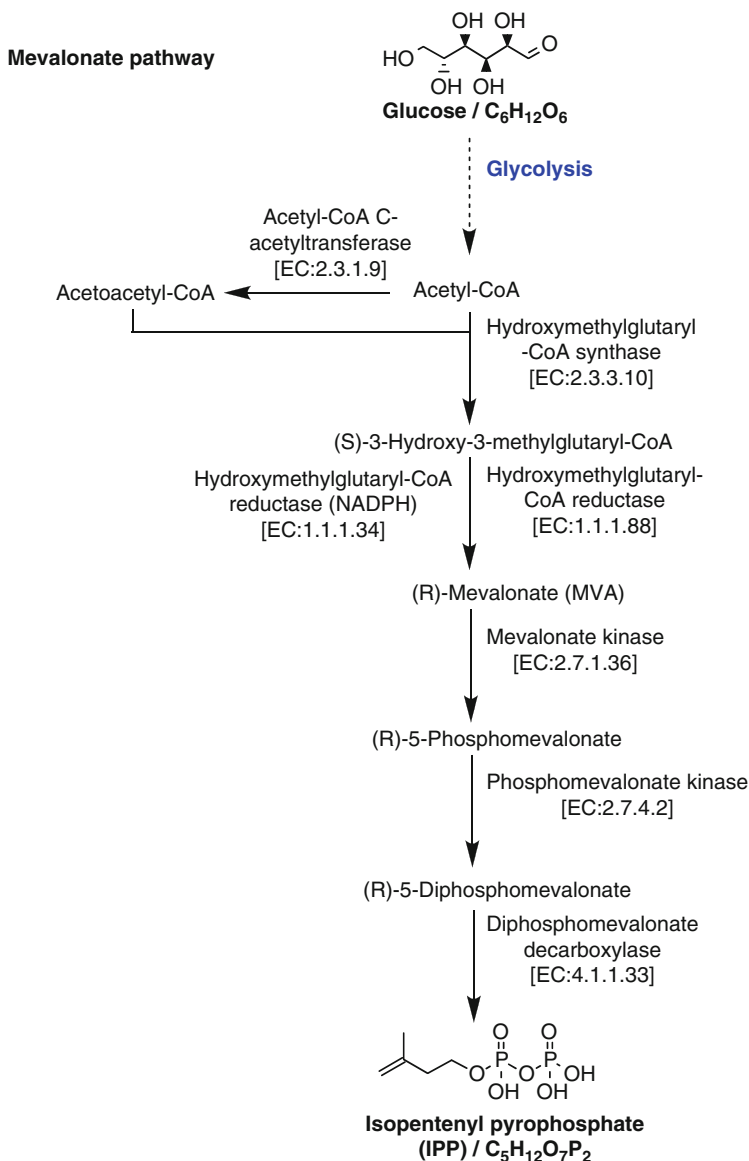 Mevalonate pathway
OH OH
HO
O
OH OH
Glucose / C₆H₁₂O₆
Glycolysis
Acetyl-CoA C-
acetyltransferase
[EC:2.3.1.9]
Acetoacetyl-CoA
Acetyl-CoA
Hydroxymethylglutaryl
-CoA synthase
[EC:2.3.3.10]
(S)-3-Hydroxy-3-methylglutaryl-CoA
Hydroxymethylglutaryl-CoA
reductase (NADPH)
[EC:1.1.1.34]
Hydroxymethylglutaryl-
CoA reductase
[EC:1.1.1.88]
(R)-Mevalonate (MVA)
Mevalonate kinase
[EC:2.7.1.36]
(R)-5-Phosphomevalonate
Phosphomevalonate kinase
[EC:2.7.4.2]
(R)-5-Diphosphomevalonate
Diphosphomevalonate
decarboxylase
[EC:4.1.1.33]
O O
O P O P OH
OH OH
Isopentenyl pyrophosphate
(IPP) / C₅H₁₂O₇P₂